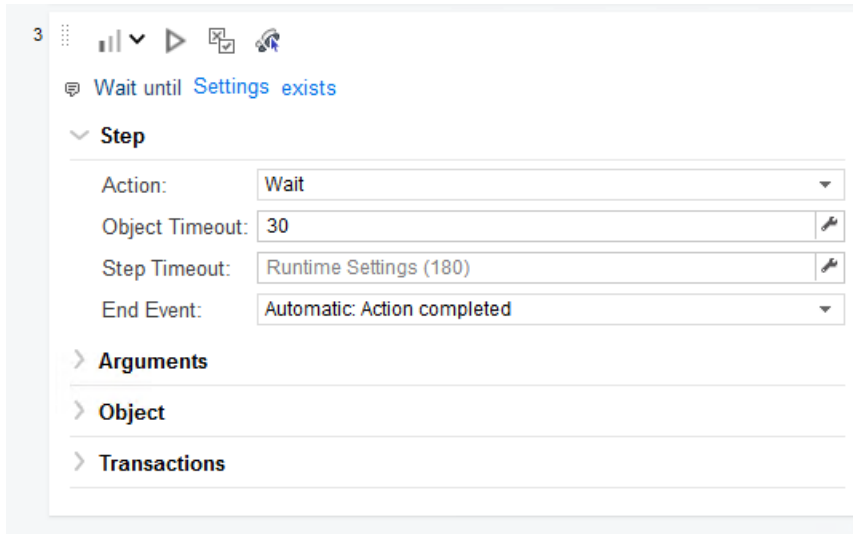 3
Wait until Settings exists
Step
Action: Wait
Object Timeout: 30
Step Timeout: Runtime Settings (180)
End Event: Automatic: Action completed
Arguments
Object
Transactions